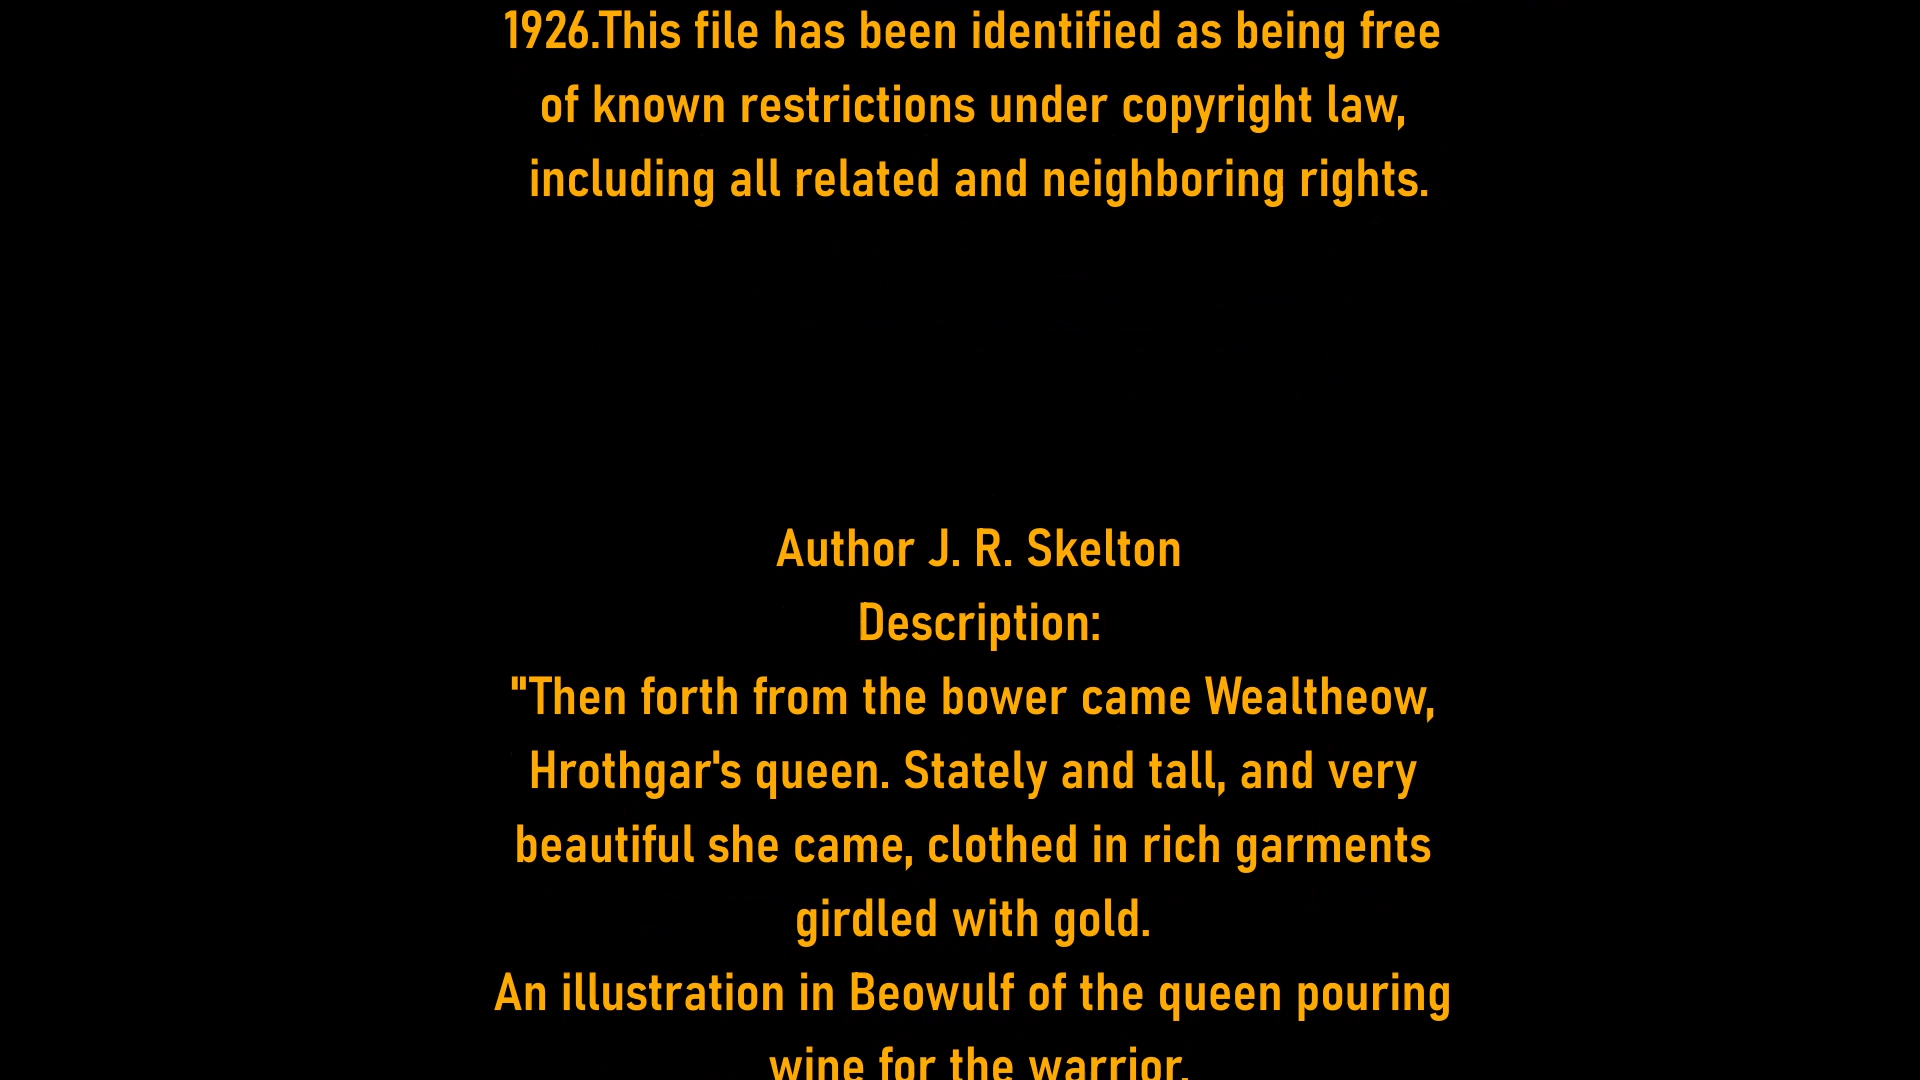 1926.This file has been identified as being free
of known restrictions under copyright law,
including all related and neighboring rights.
Author J. R. Skelton
Description:
"Then forth from the bower came Wealtheow,
Hrothgar's queen. Stately and tall, and very
beautiful she came, clothed in rich garments
girdled with gold.
An illustration in Beowulf of the queen pouring
wine for the warrior.